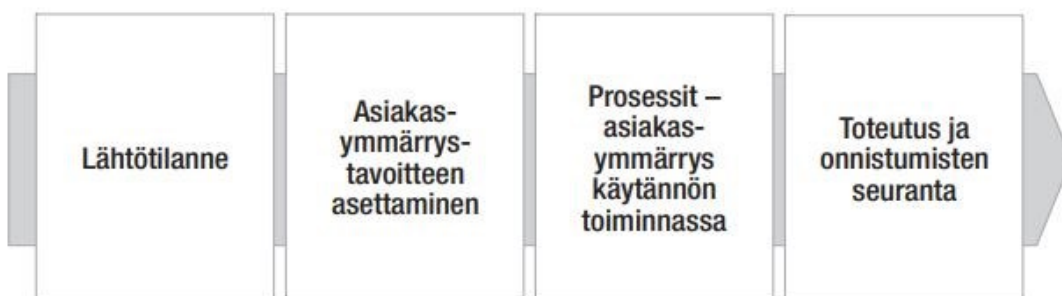 Lähtötilanne
Asiakas-
ymmärrys-
tavoitteen
asettaminen
Prosessit –
asiakas-
ymmärrys
käytännön
toiminnassa
Toteutus ja
onnistumisten
seuranta